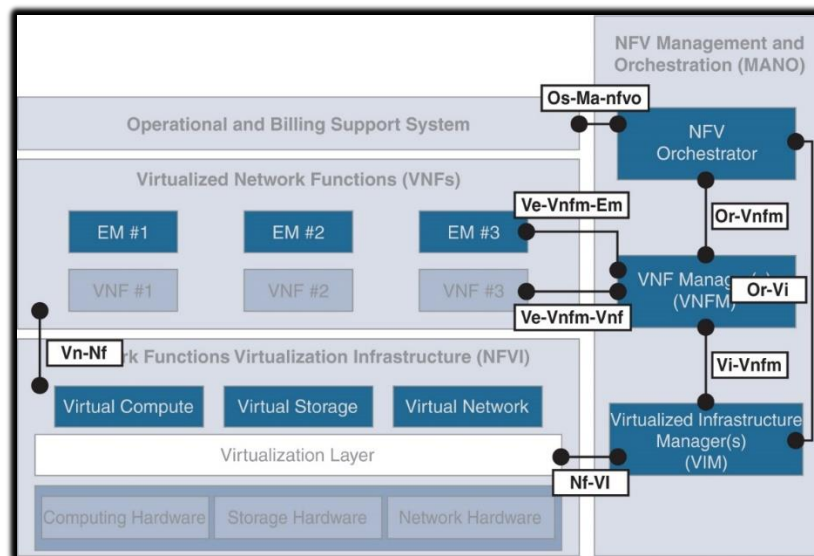 NFV Management and
Orchestration (MANO)
Os-Ma-nfvo
Operational and Billing Support System
NFV
Orchestrator
Virtualized Network Functions (VNFs)
Ve-Vnfm-Em
Or-Vnfm
EM #1
EM #2
EM #3
VNF #1
VNF #2
VNF #3
VNF
(VNFM)
Or-Vi
Ve-Vnfm-Vnf
Vn-Nf
Functions Virtualization Infrastructure (NFVI)
Vi-Vnfm
Virtual Compute
Virtual Storage
Virtual Network
Virtualized Infrastructure
Manager(s)
(VIM)
Virtualization Layer
Nf-VI
Computing Hardware
Storage Hardware
Network Hardware